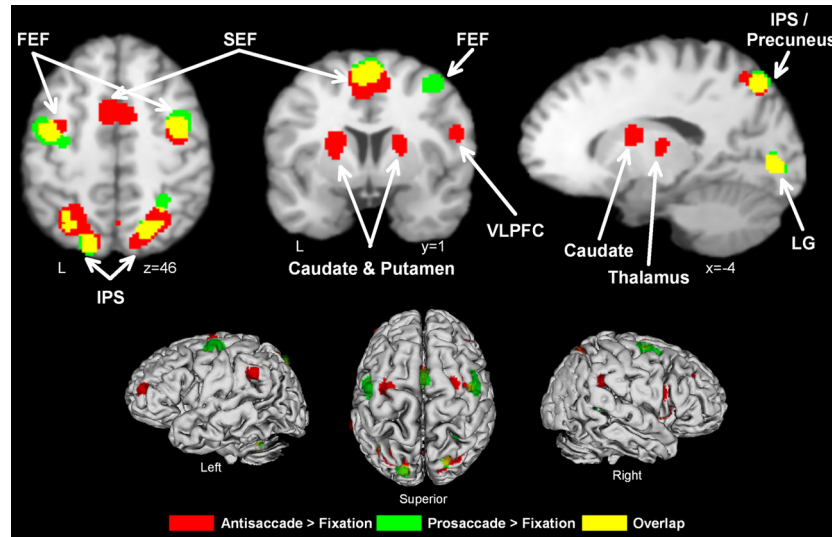 FEF
SEF
FEF
IPS /
Precuneus
VLPFC
LG
L
z=46
IPS
L
y=1
Caudate & Putamen
Caudate
Thalamus
x=-4
Left
Superior
Right
Antisaccade > Fixation
Prosaccade > Fixation
Overlap